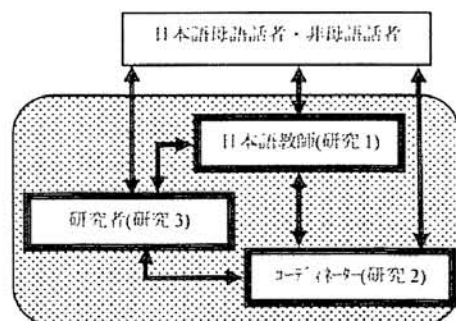 日本語母語話者・非母語話者
日本語教師(研究1)
研究者(研究3)
コーディネーター(研究2)